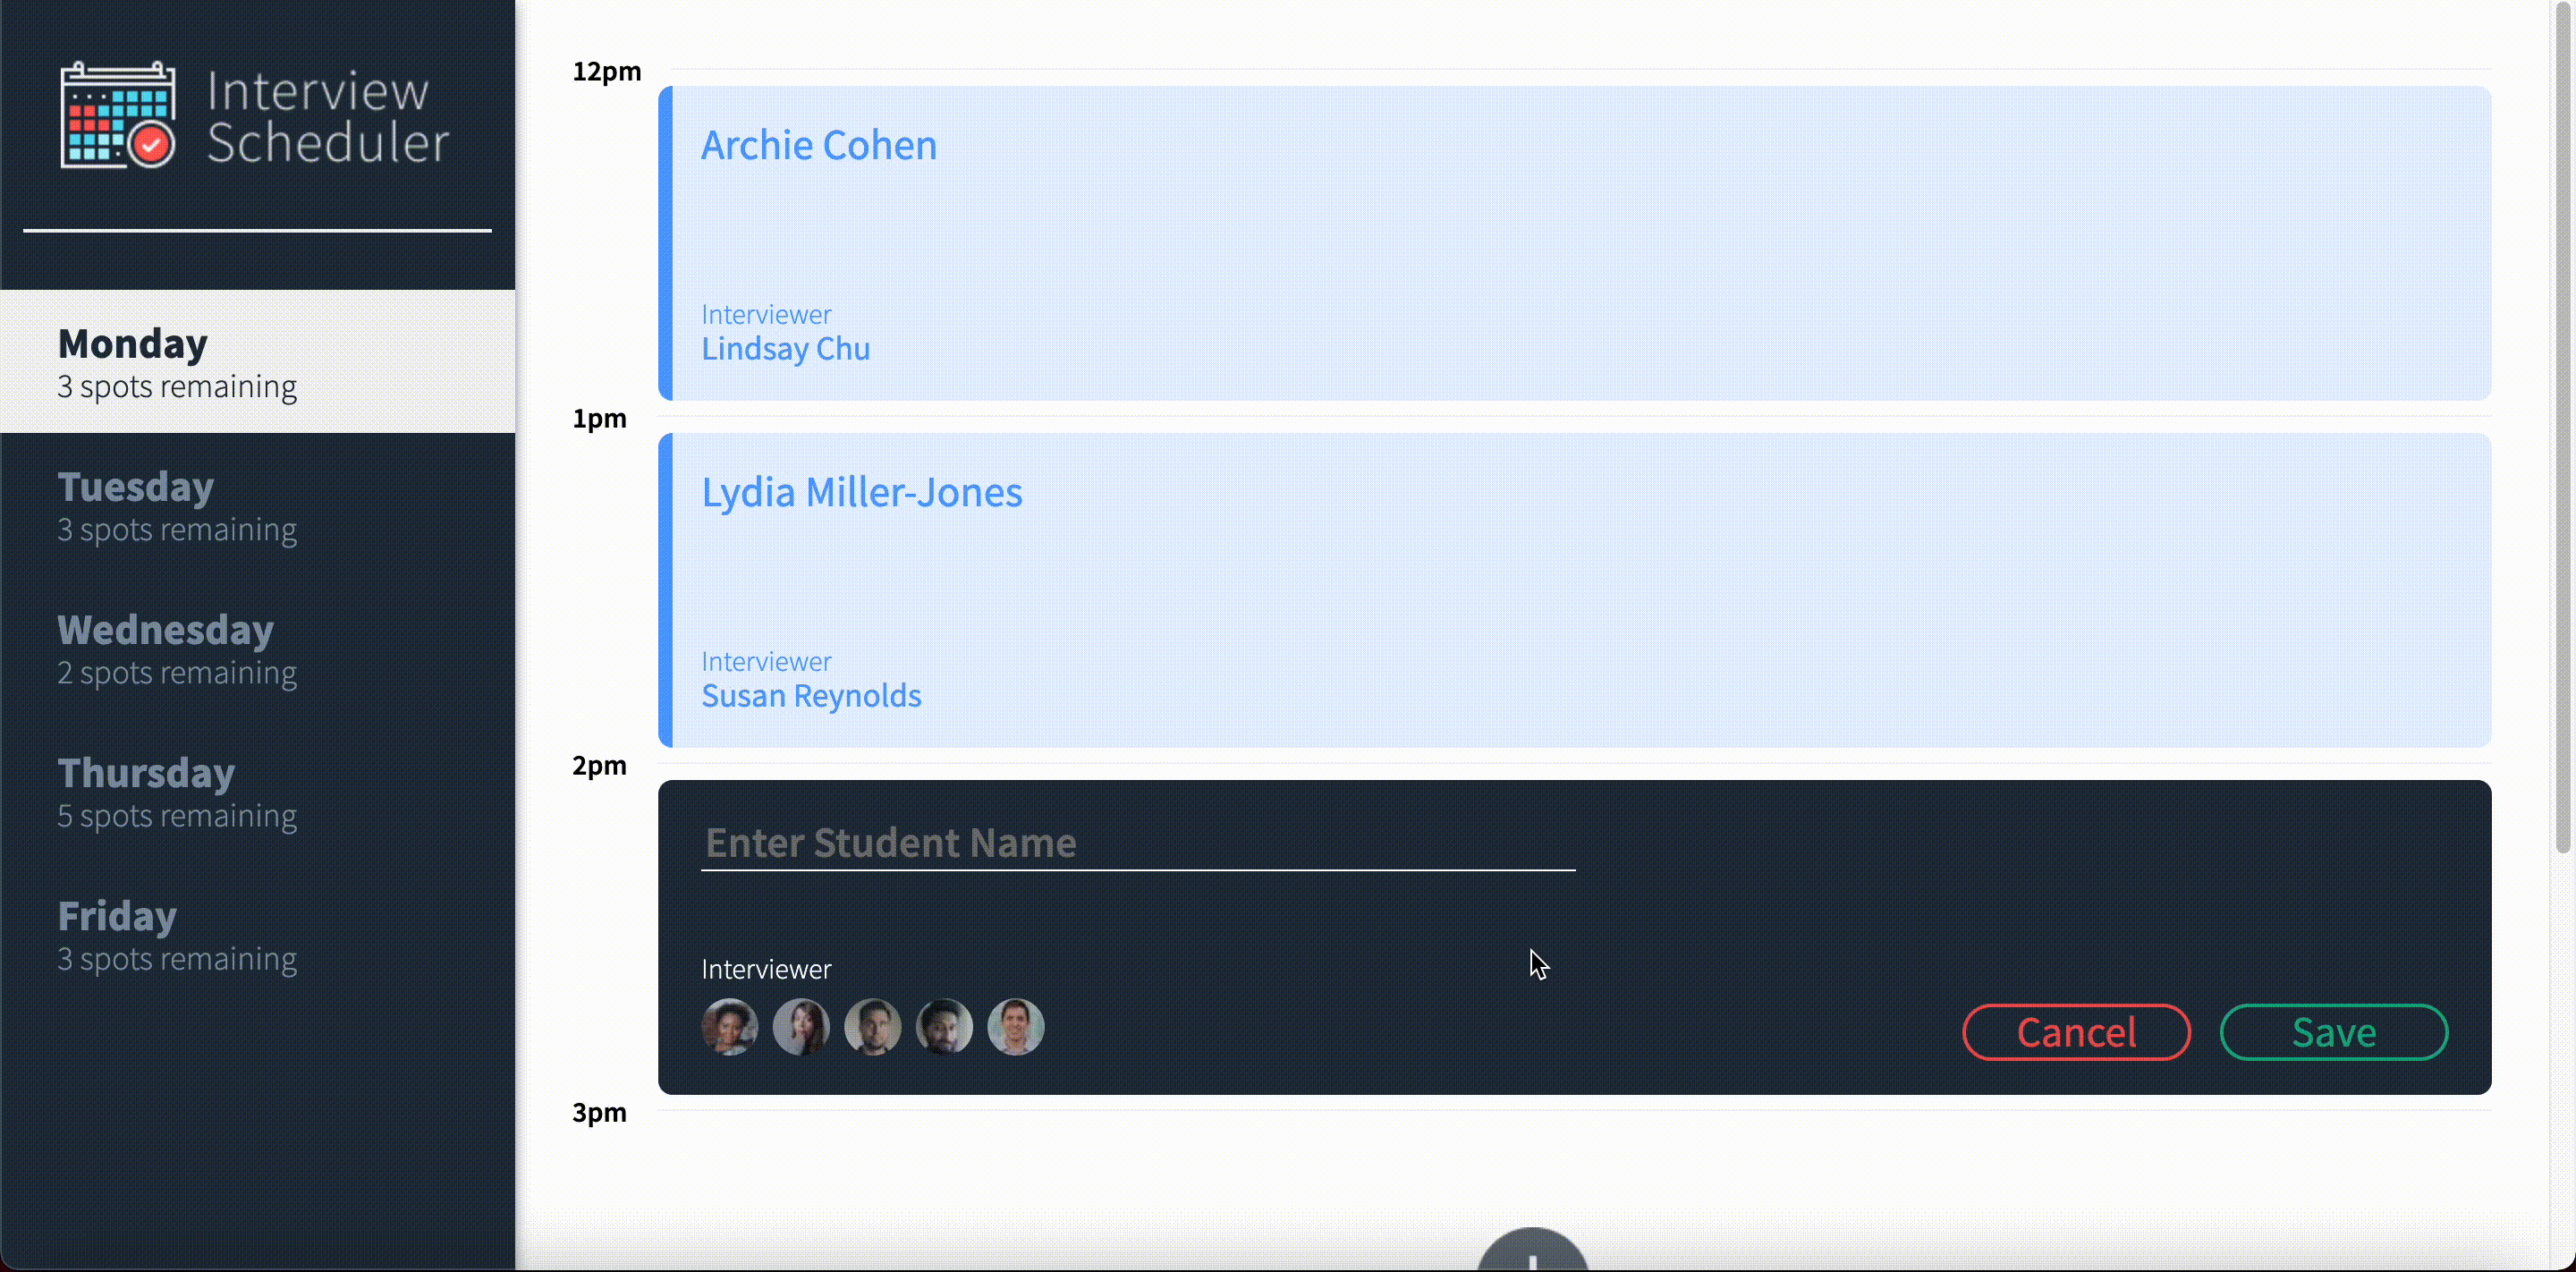 Interview
Scheduler
Monday
3 spots remaining
Tuesday
3 spots remaining
Wednesday
2 spots remaining
Thursday
5 spots remaining
Friday
3 spots remaining
12pm
Archie Cohen
Interviewer
Lindsay Chu
1pm
Lydia Miller-Jones
Interviewer
Susan Reynolds
2pm
Enter Student Name
Interviewer
Cancel
Save
3pm